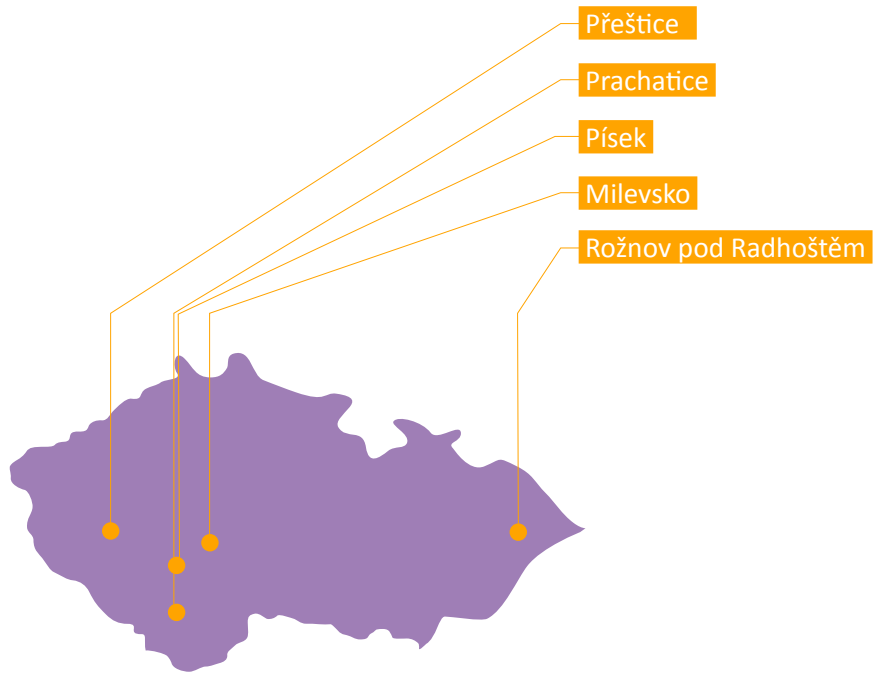 Přeštice
Prachatice
Písek
Milevsko
Rožnov pod Radhoštěm